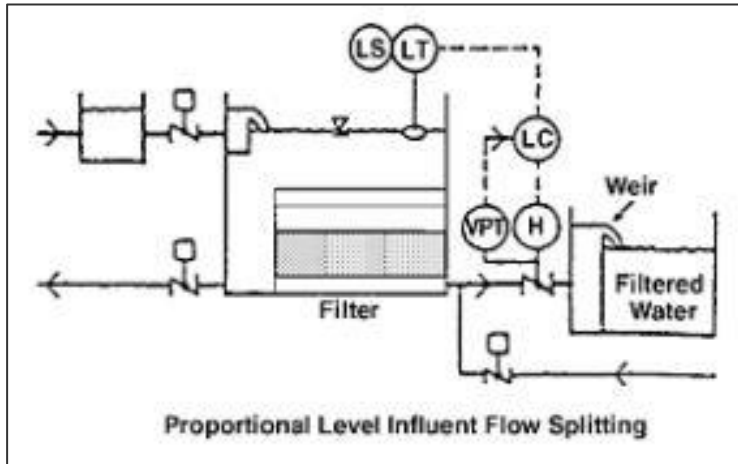 LS LT
LC
Weir
VPT H
Filtered
Water
Filter
Proportional Level Influent Flow Splitting